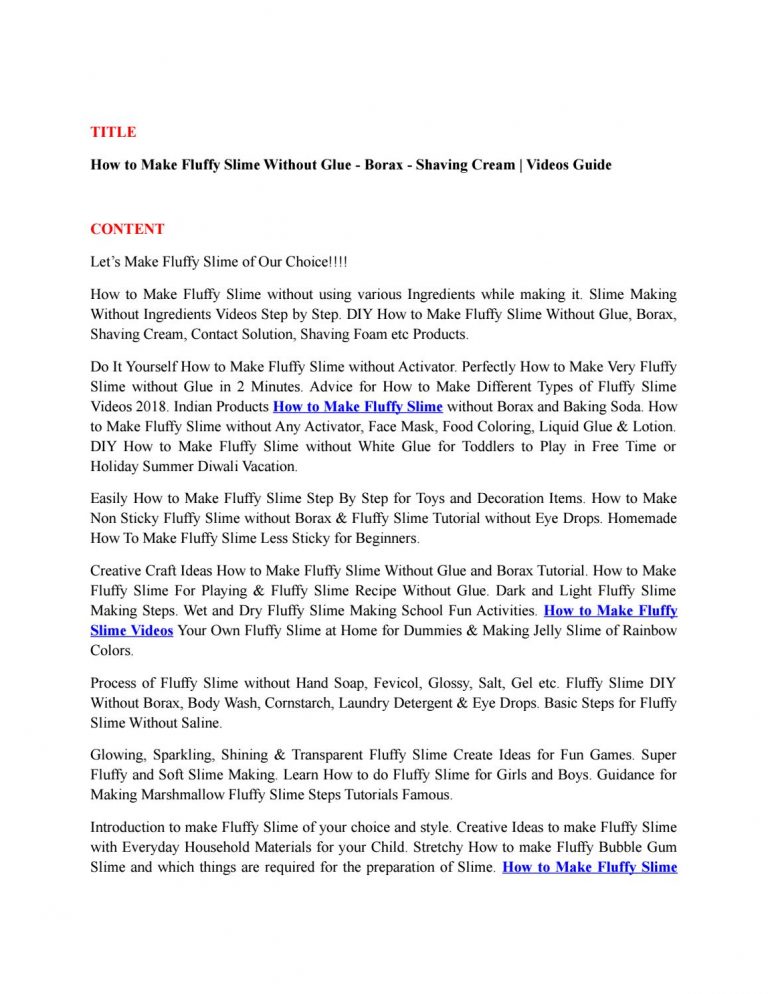 TITLE
How to Make Fluffy Slime Without Glue - Borax - Shaving Cream | Videos Guide
CONTENT
Let’s Make Fluffy Slime of Our Choice!!!!
How to Make Fluffy Slime without using various Ingredients while making it. Slime Making
Without Ingredients Videos Step by Step. DIY How to Make Fluffy Slime Without Glue, Borax,
Shaving Cream, Contact Solution, Shaving Foam etc Products.
Do It Yourself How to Make Fluffy Slime without Activator. Perfectly How to Make Very Fluffy
Slime without Glue in 2 Minutes. Advice for How to Make Different Types of Fluffy Slime
Videos 2018. Indian Products How to Make Fluffy Slime without Borax and Baking Soda. How
to Make Fluffy Slime without Any Activator, Face Mask, Food Coloring, Liquid Glue & Lotion.
DIY How to Make Fluffy Slime without White Glue for Toddlers to Play in Free Time or
Holiday Summer Diwali Vacation.
Easily How to Make Fluffy Slime Step By Step for Toys and Decoration Items. How to Make
Non Sticky Fluffy Slime without Borax & Fluffy Slime Tutorial without Eye Drops. Homemade
How To Make Fluffy Slime Less Sticky for Beginners.
Creative Craft Ideas How to Make Fluffy Slime Without Glue and Borax Tutorial. How to Make
Fluffy Slime For Playing & Fluffy Slime Recipe Without Glue. Dark and Light Fluffy Slime
Making Steps. Wet and Dry Fluffy Slime Making School Fun Activities. How to Make Fluffy
Slime Videos Your Own Fluffy Slime at Home for Dummies & Making Jelly Slime of Rainbow
Colors.
Process of Fluffy Slime without Hand Soap, Fevicol, Glossy, Salt, Gel etc. Fluffy Slime DIY
Without Borax, Body Wash, Cornstarch, Laundry Detergent & Eye Drops. Basic Steps for Fluffy
Slime Without Saline.
Glowing, Sparkling, Shining & Transparent Fluffy Slime Create Ideas for Fun Games. Super
Fluffy and Soft Slime Making. Learn How to do Fluffy Slime for Girls and Boys. Guidance for
Making Marshmallow Fluffy Slime Steps Tutorials Famous.
Introduction to make Fluffy Slime of your choice and style. Creative Ideas to make Fluffy Slime
with Everyday Household Materials for your Child. Stretchy How to make Fluffy Bubble Gum
Slime and which things are required for the preparation of Slime. How to Make Fluffy Slime